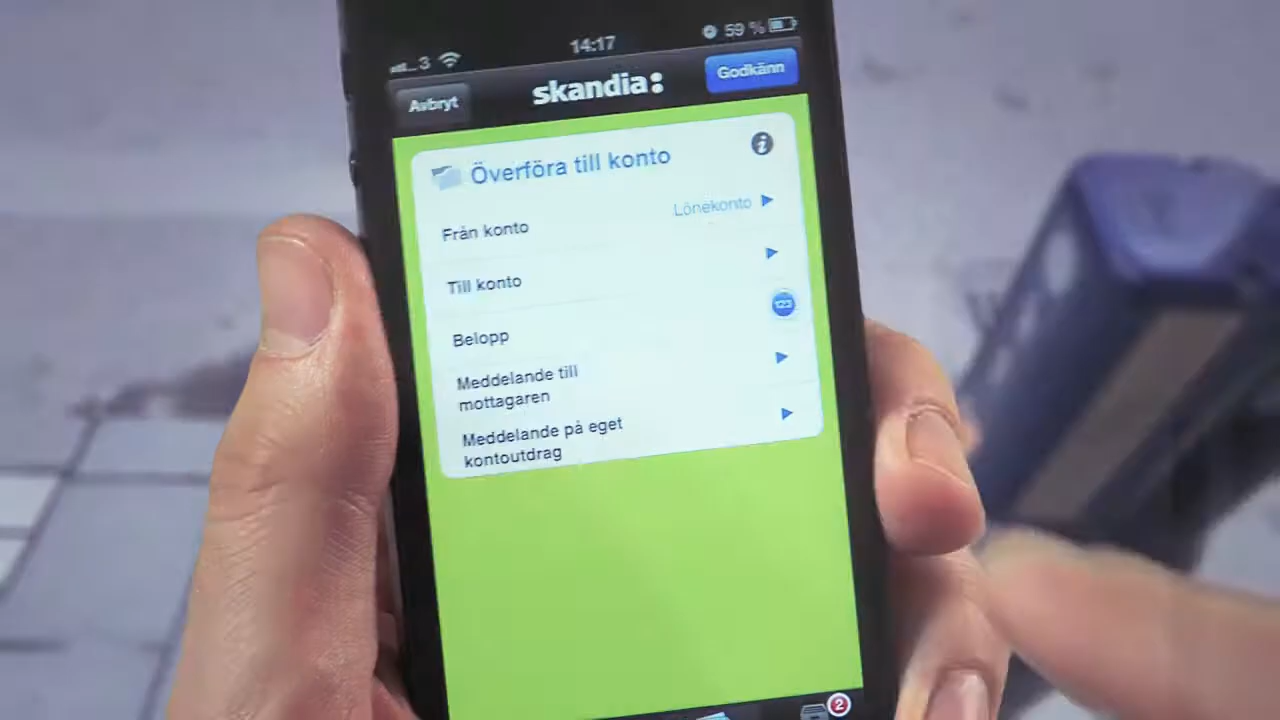 3 14:17 59 %
Avbryt skandia: Godkänn
Överföra till konto
Från konto Lönekonto
Till konto
Belopp 123
Meddelande till
mottagaren
Meddelande på eget
kontoutdrag
2